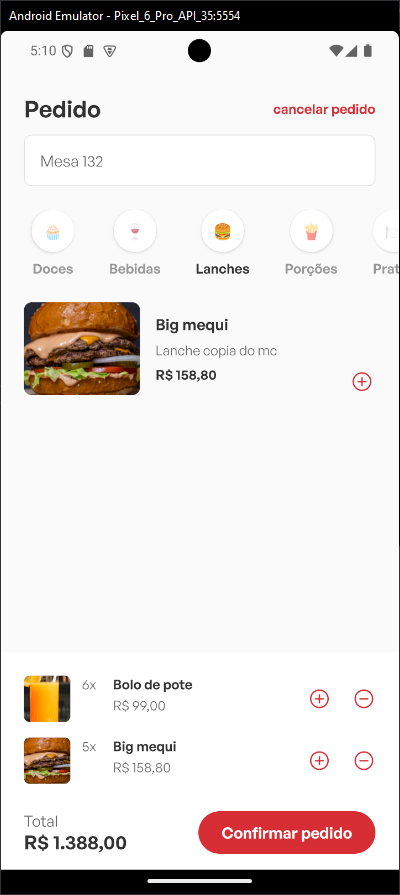 Android Emulator - Pixel_6_Pro_API_35:5554
5:10
Pedido
cancelar pedido
Mesa 132
Doces
Bebidas
Lanches
Porções
Prat
Big mequi
Lanche copia do mc
R$ 158,80
6x
Bolo de pote
R$ 99,00
5x
Big mequi
R$ 158,80
Total
R$ 1.388,00
Confirmar pedido